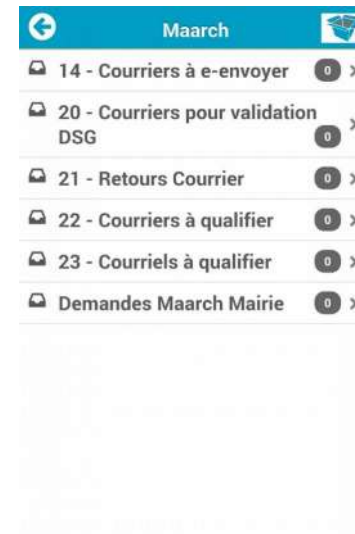 Maarch
14 - Courriers à e-envoyer 0
20 - Courriers pour validation
DSG 0
21 - Retours Courrier 0
22 - Courriers à qualifier 0
23 - Courriels à qualifier 0
Demandes Maarch Mairie 0